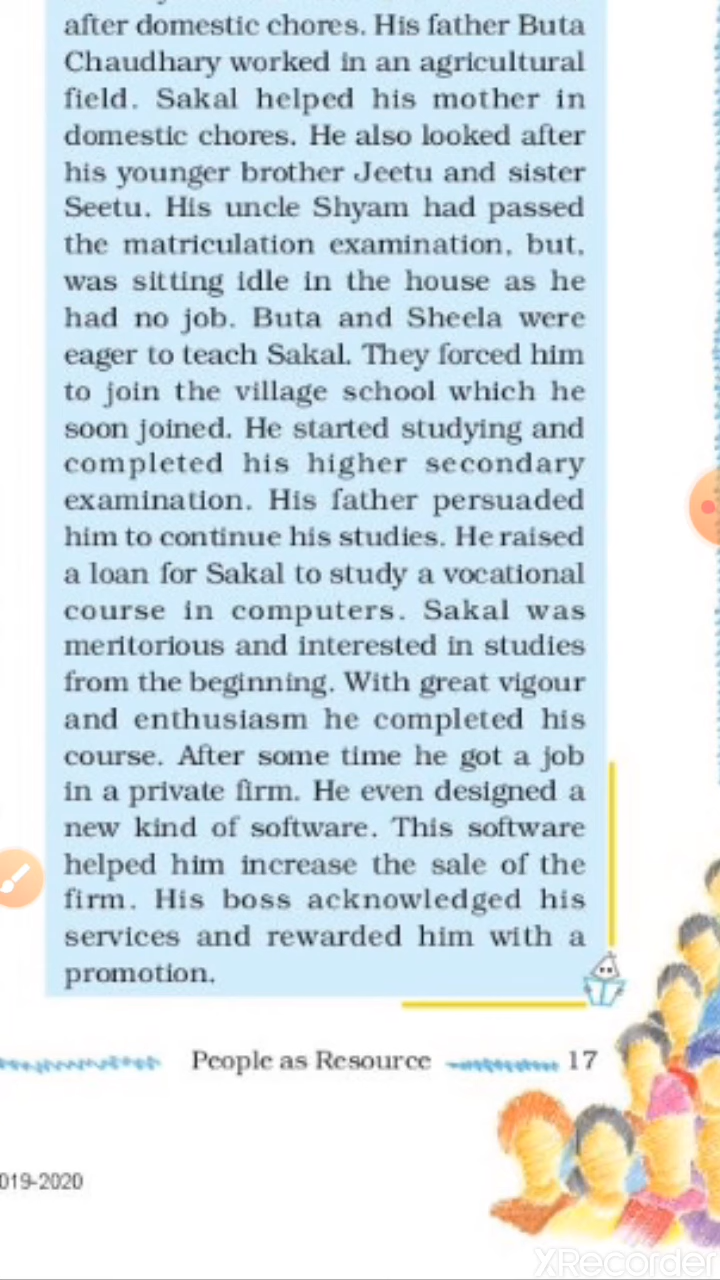 after domestic chores. His father Buta
Chaudhary worked in an agricultural
field. Sakal helped his mother in
domestic chores. He also looked after
his younger brother Jeetu and sister
Seetu. His uncle Shyam had passed
the matriculation examination, but,
was sitting idle in the house as he
had no job. Buta and Sheela were
eager to teach Sakal. They forced him
to join the village school which he
soon joined. He started studying and
completed his higher secondary
examination. His father persuaded
him to continue his studies. He raised
a loan for Sakal to study a vocational
course in computers. Sakal was
meritorious and interested in studies
from the beginning. With great vigour
and enthusiasm he completed his
course. After some time he got a job
in a private firm. He even designed a
new kind of software. This software
helped him increase the sale of the
firm. His boss acknowledged his
services and rewarded him with a
promotion.
People as Resource 17
019-2020
XRecorder